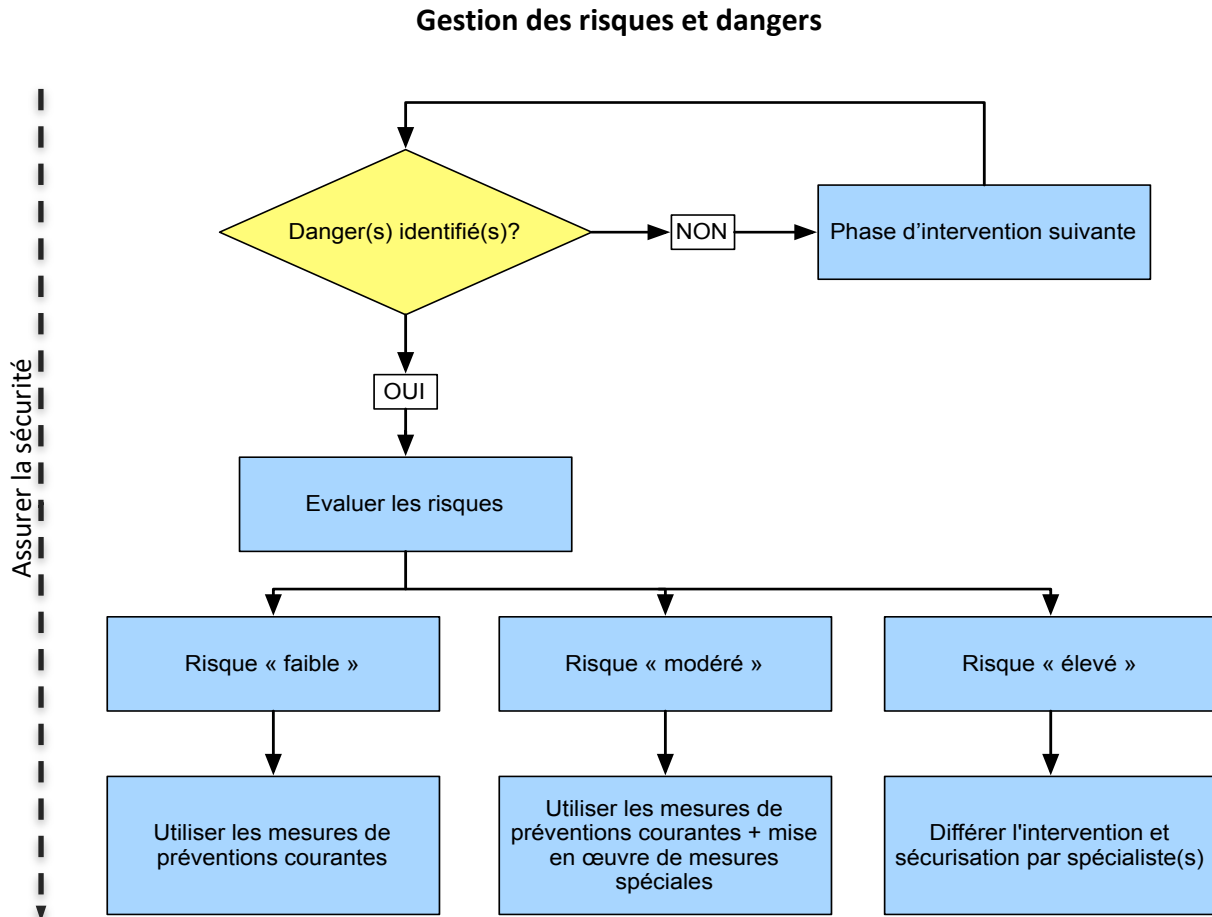 Gestion des risques et dangers
Danger(s) identifié(s)?
NON
Phase d'intervention suivante
OUI
Assurer la sécurité
Evaluer les risques
Risque « faible »
Risque « modéré »
Risque « élevé »
Utiliser les mesures de
préventions courantes
Utiliser les mesures de
préventions courantes + mise
en œuvre de mesures
spéciales
Différer l'intervention et
sécurisation par spécialiste(s)